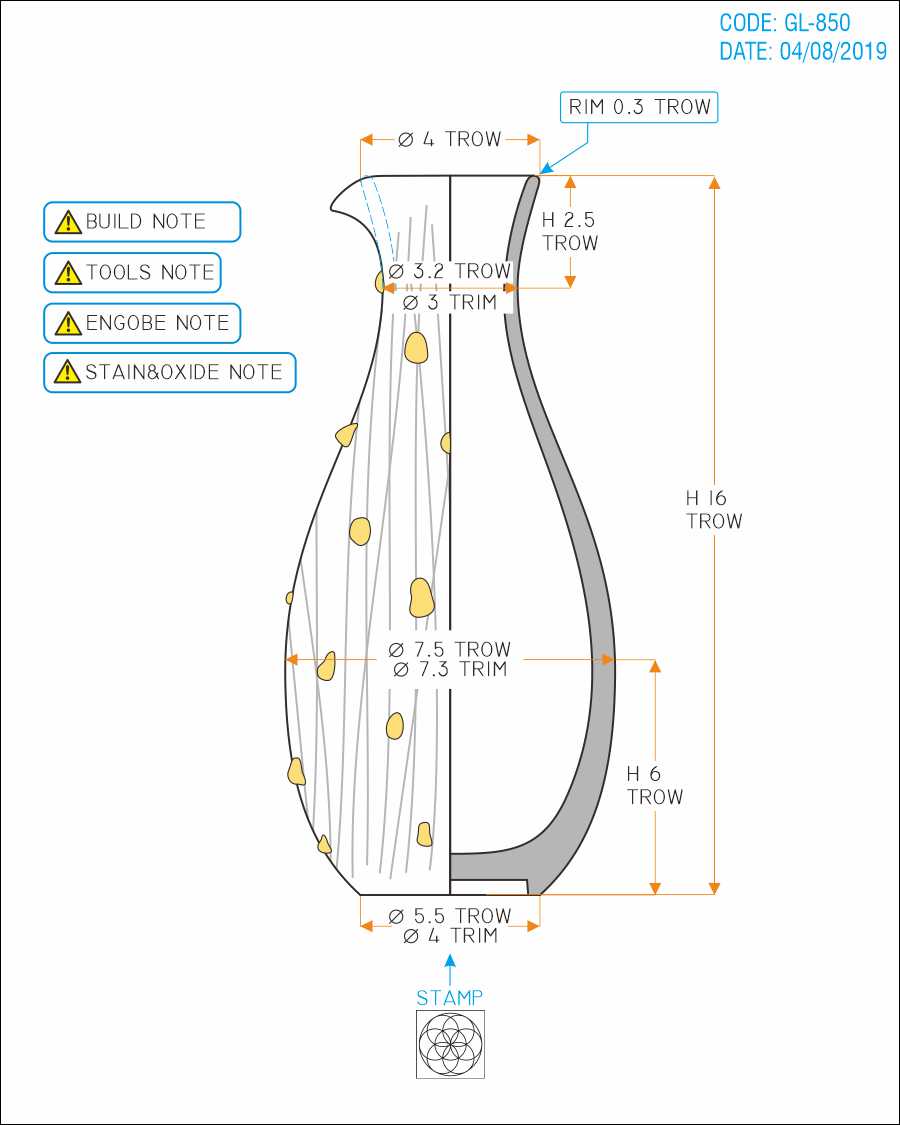 CODE: GL-850
DATE: 04/08/2019
RIM 0.3 TROW
Ø 4 TROW
BUILD NOTE
TOOLS NOTE
ENGOBE NOTE
STAIN&OXIDE NOTE
H 2.5
TROW
Ø 3.2 TROW
Ø 3 TRIM
H 16
TROW
Ø 7.5 TROW
Ø 7.3 TRIM
H 6
TROW
Ø 5.5 TROW
Ø 4 TRIM
STAMP